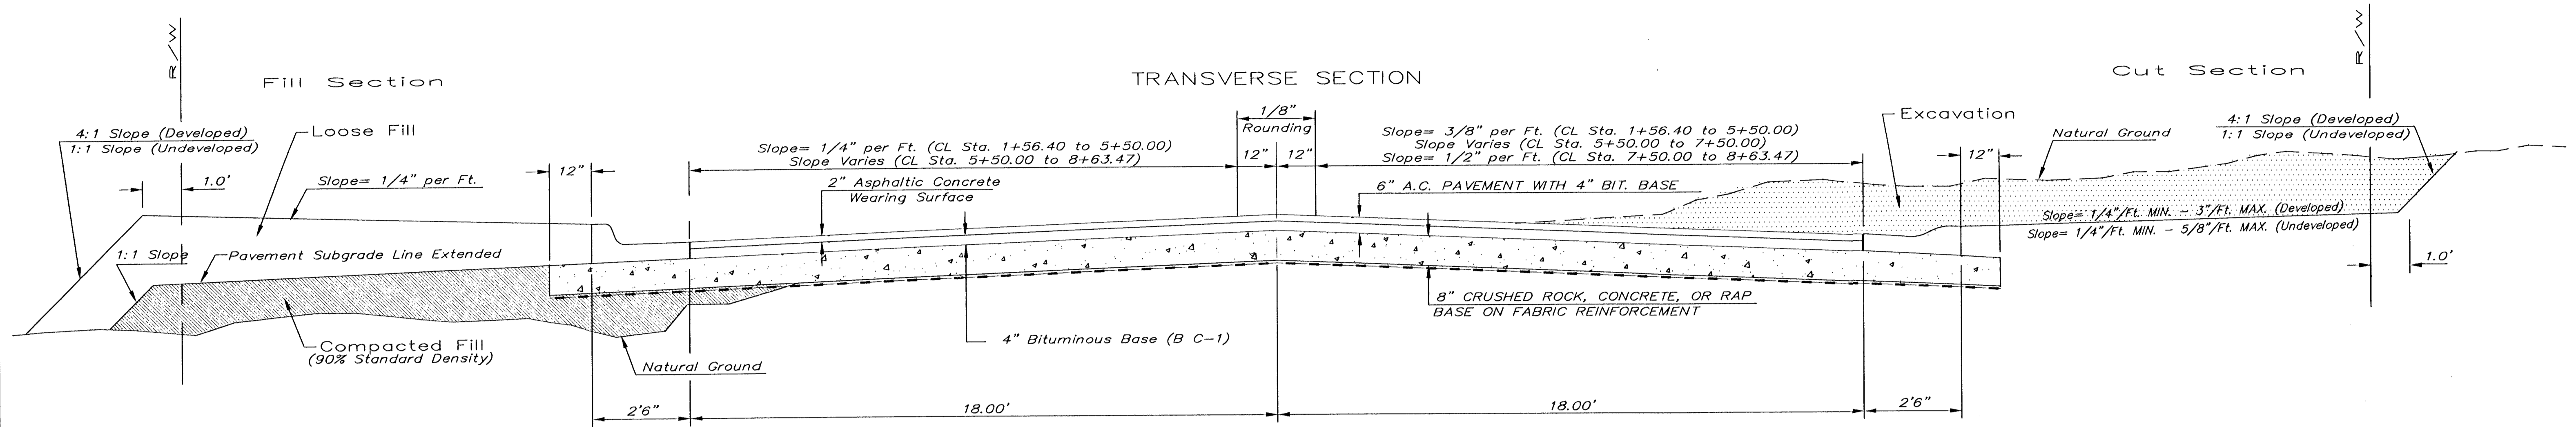 R/W
Fill Section
TRANSVERSE SECTION
Cut Section
R/W
4:1 Slope (Developed)
1:1 Slope (Undeveloped)
Loose Fill
1.0'
Slope= 1/4" per Ft.
12"
Slope= 1/4" per Ft. (CL Sta. 1+56.40 to 5+50.00)
Slope Varies (CL Sta. 5+50.00 to 8+63.47)
2" Asphaltic Concrete
Wearing Surface
1/8"
Rounding
12"
12"
Slope= 3/8" per Ft. (CL Sta. 1+56.40 to 5+50.00)
Slope Varies (CL Sta. 5+50.00 to 7+50.00)
Slope= 1/2" per Ft. (CL Sta. 7+50.00 to 8+63.47)
6" A.C. PAVEMENT WITH 4" BIT. BASE
Excavation
Natural Ground
12"
4:1 Slope (Developed)
1:1 Slope (Undeveloped)
Slope= 1/4"/Ft. MIN. - 3"/Ft. MAX. (Developed)
Slope= 1/4"/Ft. MIN. - 5/8"/Ft. MAX. (Undeveloped)
1.0'
1:1 Slope
Pavement Subgrade Line Extended
Compacted Fill
(90% Standard Density)
Natural Ground
4" Bituminous Base (B C-1)
8" CRUSHED ROCK, CONCRETE, OR RAP
BASE ON FABRIC REINFORCEMENT
2'6"
18.00'
18.00'
2'6"